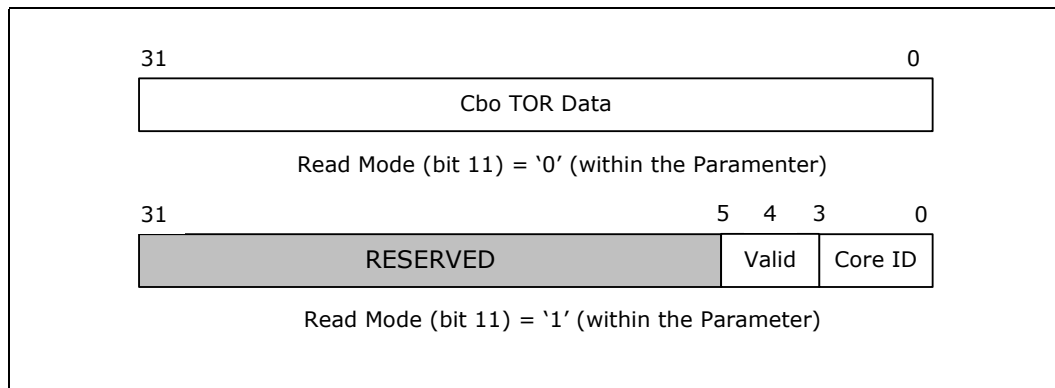 31 0
Cbo TOR Data
Read Mode (bit 11) = ‘0’ (within the Paramenter)
31 5 4 3 0
RESERVED Valid Core ID
Read Mode (bit 11) = ‘1’ (within the Parameter)